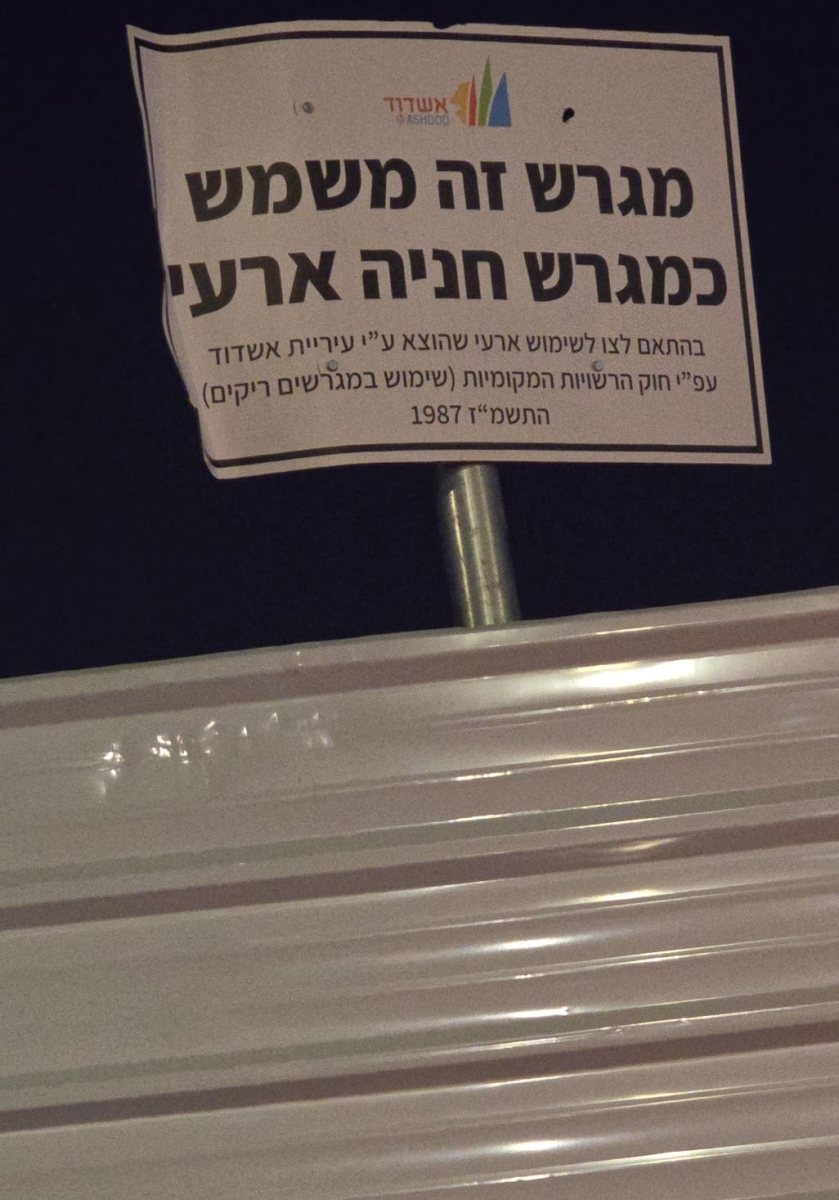 אשדוד
ASHDOD
מגרש זה משמש
כמגרש חניה ארעי
בהתאם לצו לשימוש ארעי שהוצא ע״י עיריית אשדוד
עפ״י חוק הרשויות המקומיות (שימוש במגרשים ריקים)
התשמ“ז 1987